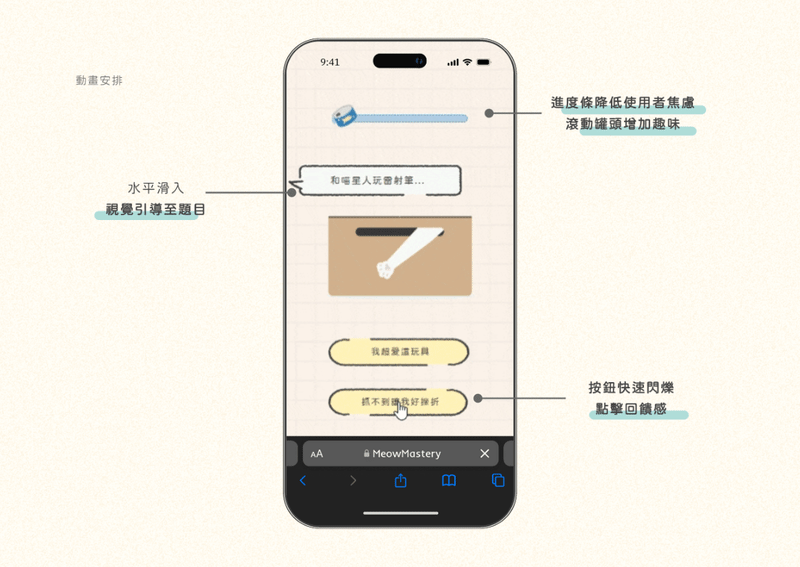 動畫安排
9:41
進度條降低使用者焦慮
滾動罐頭增加趣味
和喵星人玩雷射筆...
水平滑入
視覺引導至題目
我超愛這玩具
抓不到讓我好挫折
按鈕快速閃爍
點擊回饋感
AA
MeowMastery